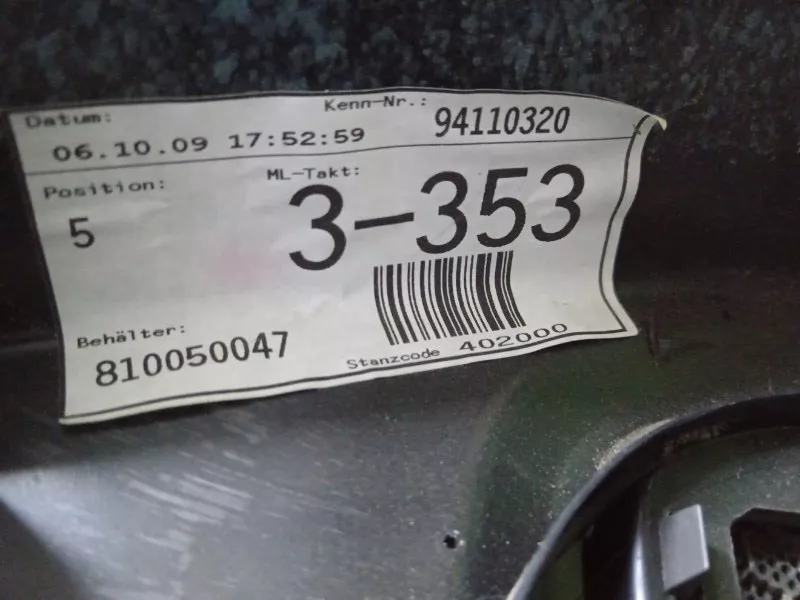 Datum: Kenn-Nr.:
06.10.09 17:52:59 94110320
Position: ML-Takt:
5 3-353
Behälter:
810050047
Stanzcode 402000